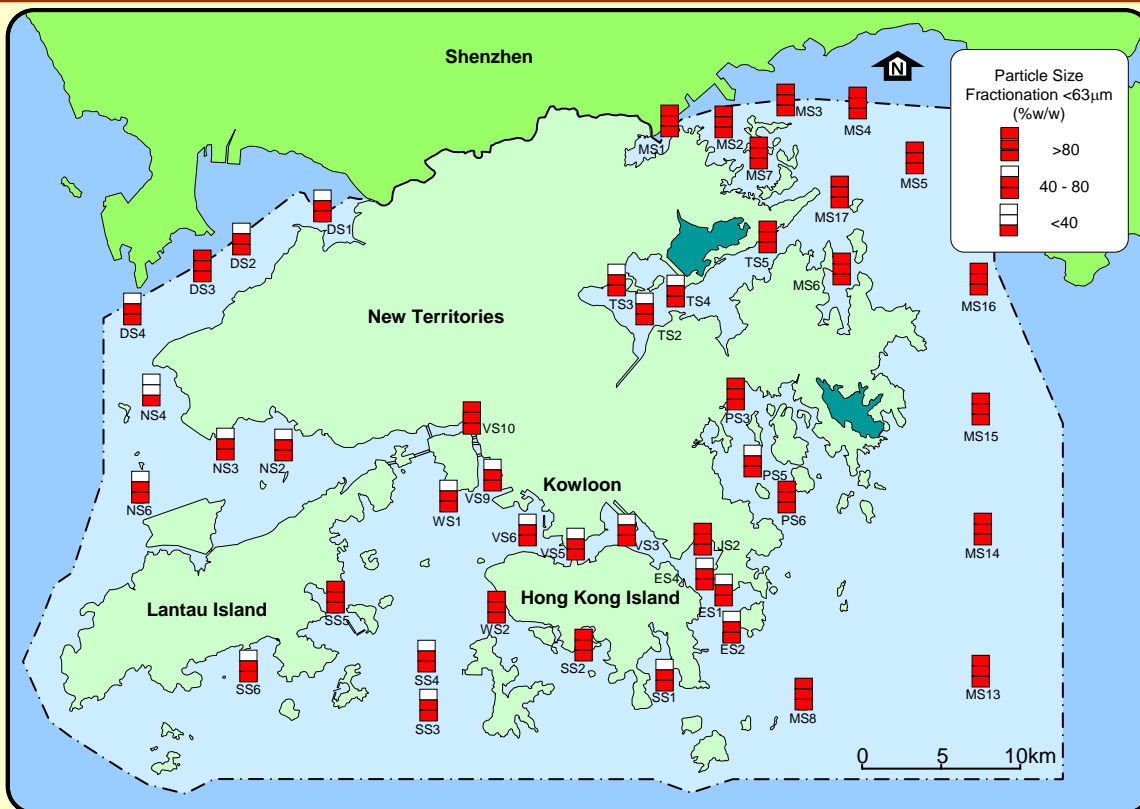 Shenzhen
N
Particle Size
Fractionation <63μm
(%w/w)
>80
40 - 80
<40
MS1
MS2
MS3
MS4
MS7
MS5
MS17
DS1
DS2
DS3
DS4
TS5
TS3
TS4
TS2
MS6
MS16
New Territories
NS4
NS3
NS2
NS6
VS10
VS9
WS1
PS3
PS5
PS6
MS15
Kowloon
VS6
VS5
VS3
JS2
MS14
ES4
ES1
ES2
Lantau Island
Hong Kong Island
SS5
WS2
SS2
SS6
SS4
SS3
SS1
MS8
MS13
0 5 10km